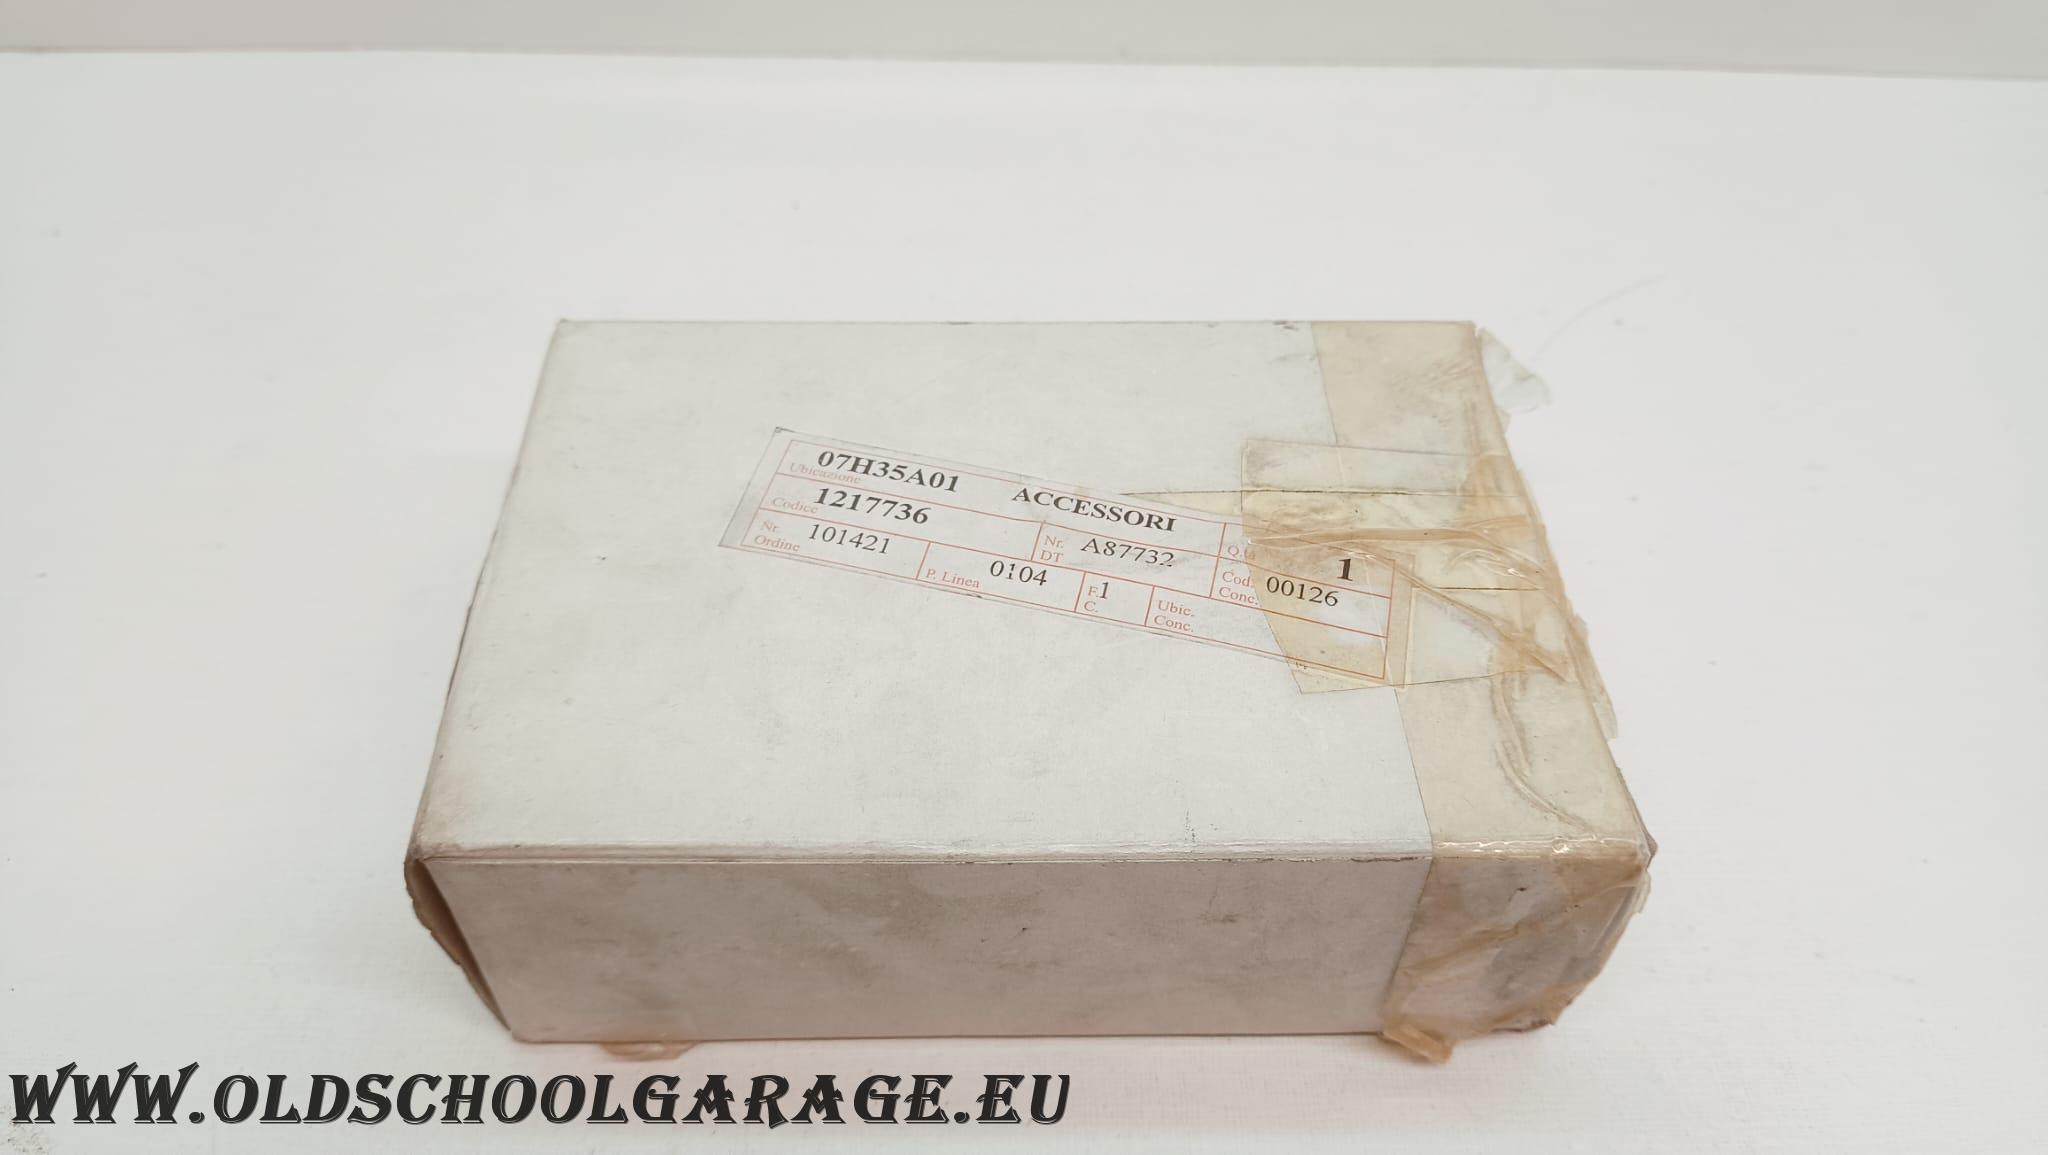 07H35A01 ACCESSORI
Ubicazione
Q.tà 1
Codice 1217736
Nr. DT A87732
Cod. Conc. 00126
Nr. Ordine 101421
P. Linea 0104
F. C. 1
Ubic. Conc.
WWW.OLDSCHOOLGARAGE.EU